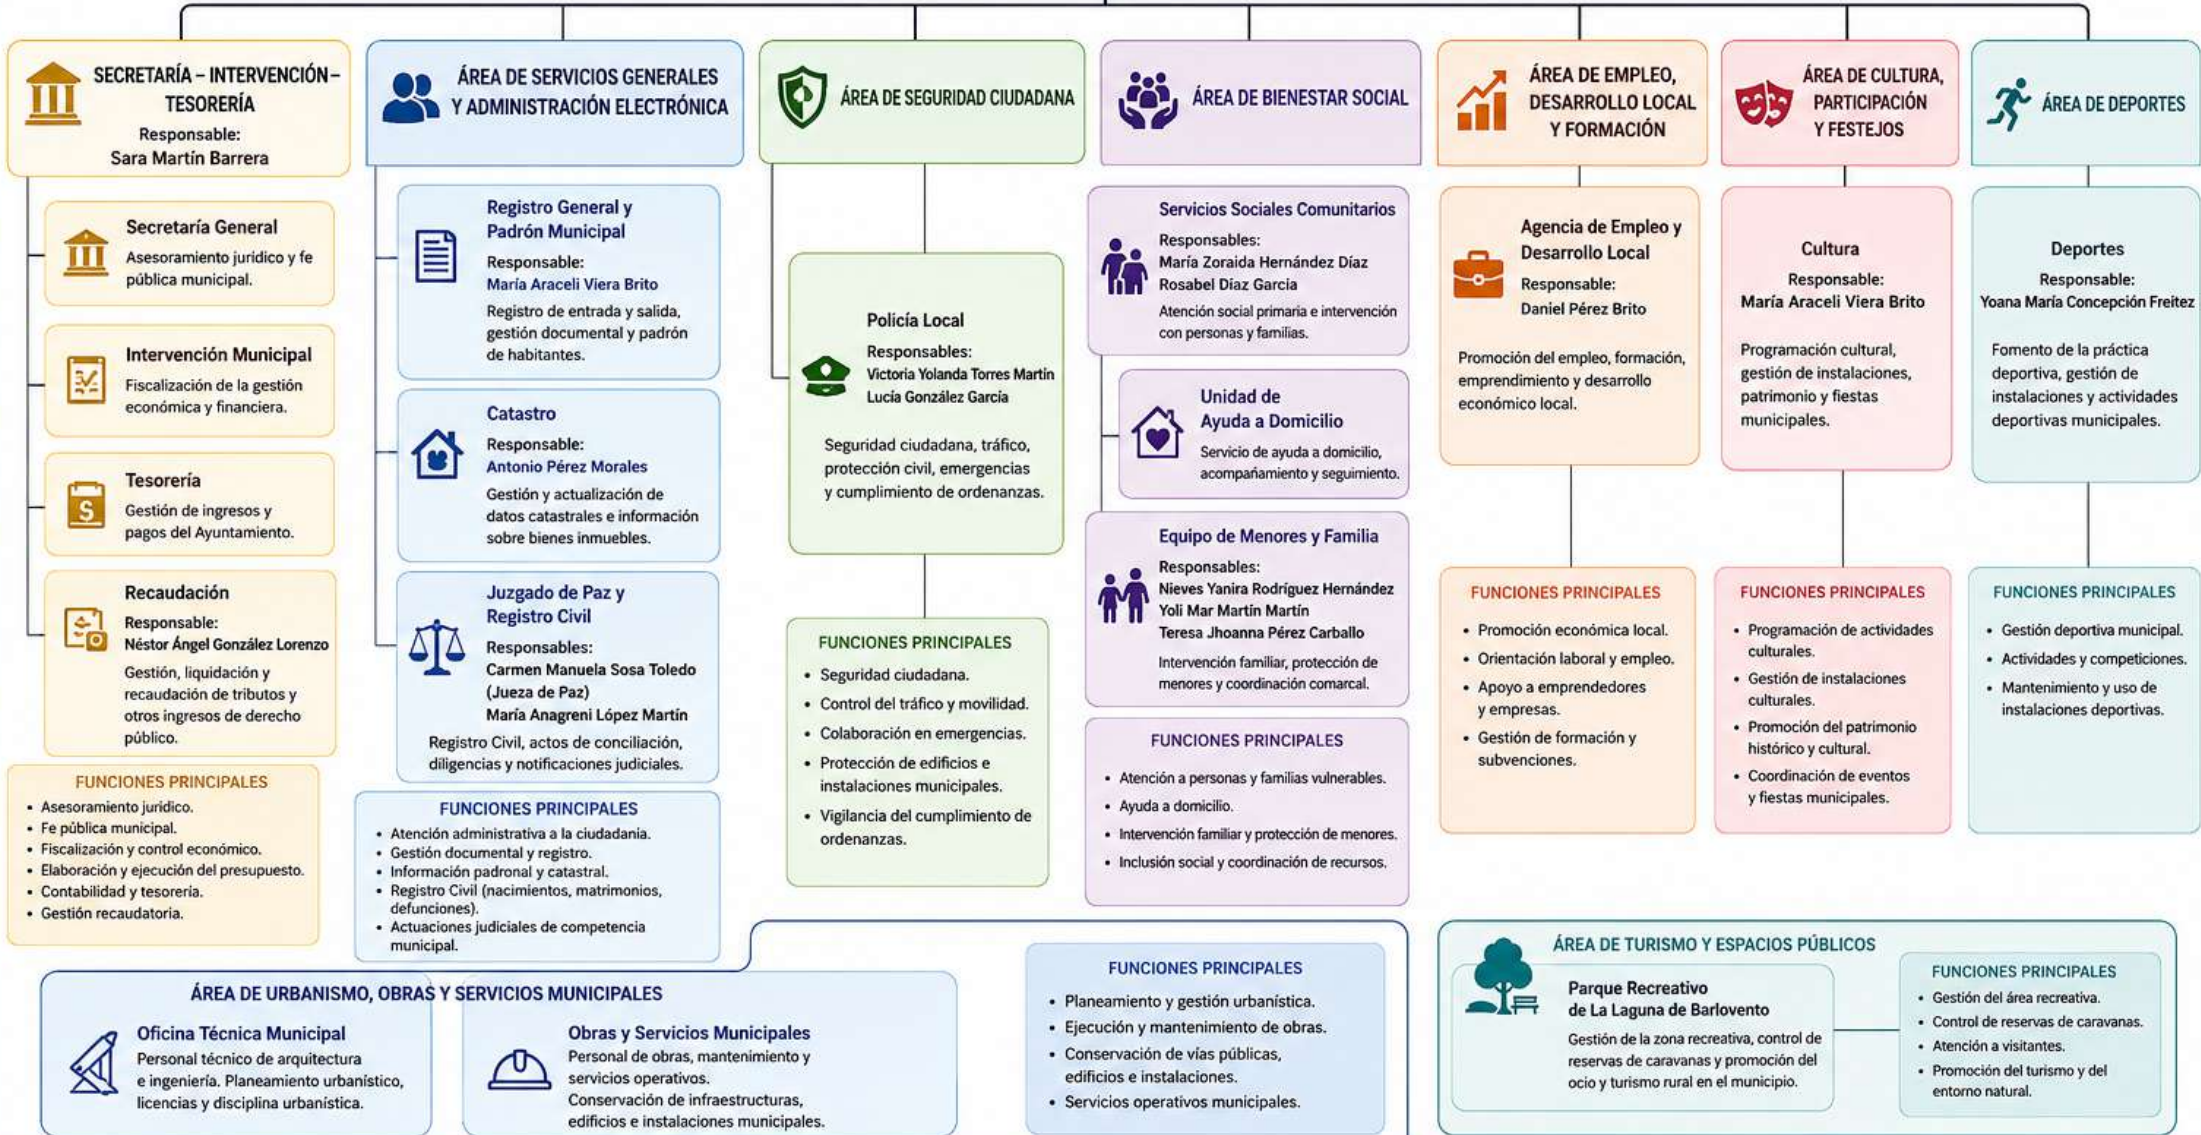 SECRETARÍA – INTERVENCIÓN–
TESORERÍA
Responsable:
Sara Martín Barrera
Secretaría General
Asesoramiento jurídico y fe
pública municipal.
Intervención Municipal
Fiscalización de la gestión
económica y financiera.
Tesorería
Gestión de ingresos y
pagos del Ayuntamiento.
Recaudación
Responsable:
Néstor Ángel González Lorenzo
Gestión, liquidación y
recaudación de tributos y
otros ingresos de derecho
público.
FUNCIONES PRINCIPALES
• Asesoramiento jurídico.
• Fe pública municipal.
• Fiscalización y control económico.
• Elaboración y ejecución del presupuesto.
• Contabilidad y tesorería.
• Gestión recaudatoria.
ÁREA DE SERVICIOS GENERALES
Y ADMINISTRACIÓN ELECTRÓNICA
Registro General y
Padrón Municipal
Responsable:
María Araceli Viera Brito
Registro de entrada y salida,
gestión documental y padrón
de habitantes.
Catastro
Responsable:
Antonio Pérez Morales
Gestión y actualización de
datos catastrales e información
sobre bienes inmuebles.
Juzgado de Paz y
Registro Civil
Responsables:
Carmen Manuela Sosa Toledo
(Jueza de Paz)
María Anagreni López Martín
Registro Civil, actos de conciliación,
diligencias y notificaciones judiciales.
FUNCIONES PRINCIPALES
• Atención administrativa a la ciudadanía.
• Gestión documental y registro.
• Información padronal y catastral.
• Registro Civil (nacimientos, matrimonios,
defunciones).
• Actuaciones judiciales de competencia
municipal.
ÁREA DE SEGURIDAD CIUDADANA
Policía Local
Responsables:
Victoria Yolanda Torres Martín
Lucía González García
Seguridad ciudadana, tráfico,
protección civil, emergencias
y cumplimiento de ordenanzas.
FUNCIONES PRINCIPALES
• Seguridad ciudadana.
• Control del tráfico y movilidad.
• Colaboración en emergencias.
• Protección de edificios e
instalaciones municipales.
• Vigilancia del cumplimiento de
ordenanzas.
ÁREA DE BIENESTAR SOCIAL
Servicios Sociales Comunitarios
Responsables:
María Zoraida Hernández Díaz
Rosabel Díaz García
Atención social primaria e intervención
con personas y familias.
Unidad de
Ayuda a Domicilio
Servicio de ayuda a domicilio,
acompañamiento y seguimiento.
Equipo de Menores y Familia
Responsables:
Nieves Yanira Rodríguez Hernández
Yoli Mar Martín Martín
Teresa Jhoanna Pérez Carballo
Intervención familiar, protección de
menores y coordinación comarcal.
FUNCIONES PRINCIPALES
• Atención a personas y familias vulnerables.
• Ayuda a domicilio.
• Intervención familiar y protección de menores.
• Inclusión social y coordinación de recursos.
ÁREA DE EMPLEO,
DESARROLLO LOCAL
Y FORMACIÓN
Agencia de Empleo y
Desarrollo Local
Responsable:
Daniel Pérez Brito
Promoción del empleo, formación,
emprendimiento y desarrollo
económico local.
FUNCIONES PRINCIPALES
• Promoción económica local.
• Orientación laboral y empleo.
• Apoyo a emprendedores
y empresas.
• Gestión de formación y
subvenciones.
ÁREA DE CULTURA,
PARTICIPACIÓN
Y FESTEJOS
Cultura
Responsable:
María Araceli Viera Brito
Programación cultural,
gestión de instalaciones,
patrimonio y fiestas
municipales.
FUNCIONES PRINCIPALES
• Programación de actividades
culturales.
• Gestión de instalaciones
culturales.
• Promoción del patrimonio
histórico y cultural.
• Coordinación de eventos
y fiestas municipales.
ÁREA DE DEPORTES
Deportes
Responsable:
Yoana María Concepción Freitez
Fomento de la práctica
deportiva, gestión de
instalaciones y actividades
deportivas municipales.
FUNCIONES PRINCIPALES
• Gestión deportiva municipal.
• Actividades y competiciones.
• Mantenimiento y uso de
instalaciones deportivas.
ÁREA DE URBANISMO, OBRAS Y SERVICIOS MUNICIPALES
Oficina Técnica Municipal
Personal técnico de arquitectura
e ingeniería. Planeamiento urbanístico,
licencias y disciplina urbanística.
Obras y Servicios Municipales
Personal de obras, mantenimiento y
servicios operativos.
Conservación de infraestructuras,
edificios e instalaciones municipales.
FUNCIONES PRINCIPALES
• Planeamiento y gestión urbanística.
• Ejecución y mantenimiento de obras.
• Conservación de vías públicas,
edificios e instalaciones.
• Servicios operativos municipales.
ÁREA DE TURISMO Y ESPACIOS PÚBLICOS
Parque Recreativo
de La Laguna de Barlovento
Gestión de la zona recreativa, control de
reservas de caravanas y promoción del
ocio y turismo rural en el municipio.
FUNCIONES PRINCIPALES
• Gestión del área recreativa.
• Control de reservas de caravanas.
• Atención a visitantes.
• Promoción del turismo y del
entorno natural.